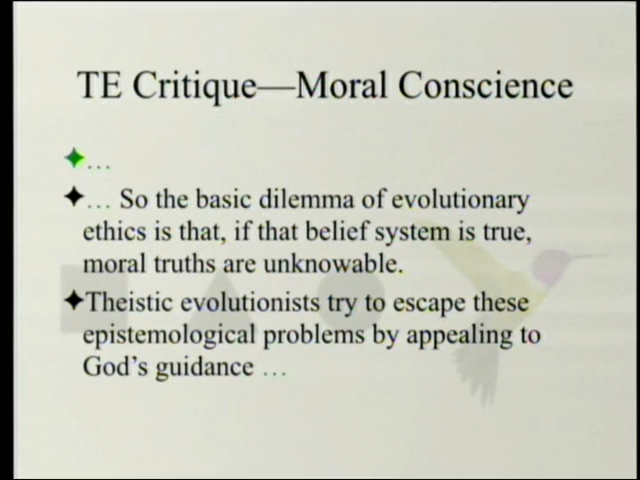 TE Critique—Moral Conscience
…
… So the basic dilemma of evolutionary
ethics is that, if that belief system is true,
moral truths are unknowable.
Theistic evolutionists try to escape these
epistemological problems by appealing to
God’s guidance …